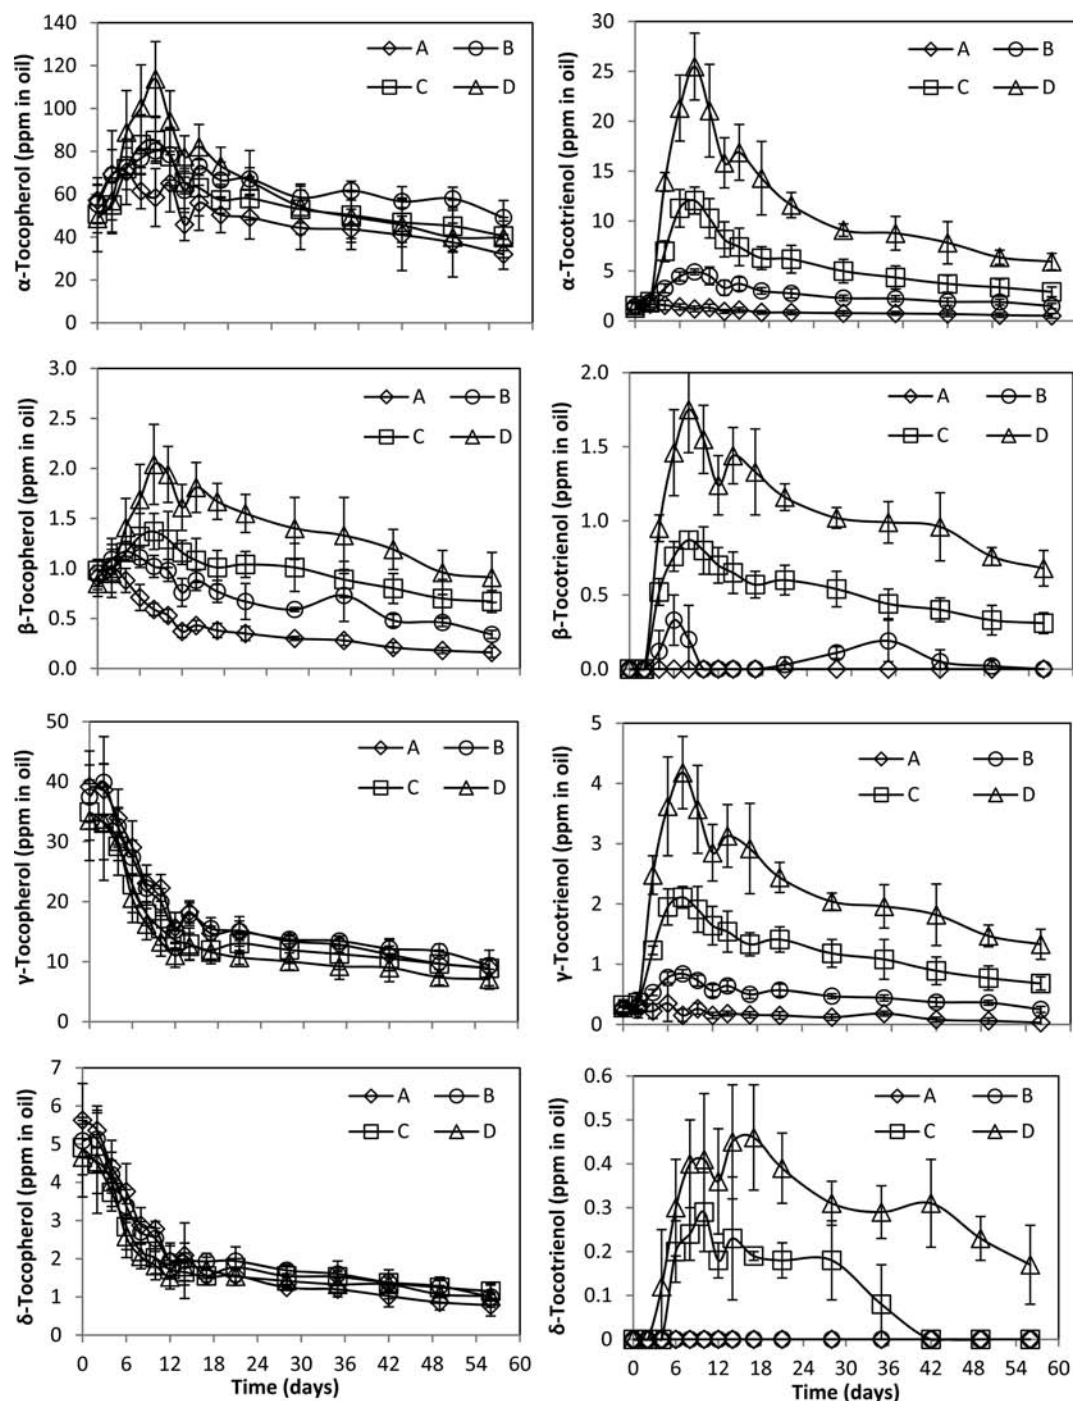 α-Tocopherol (ppm in oil)
140
120
100
80
60
40
20
0
A
B
C
D
α-Tocotrienol (ppm in oil)
30
25
20
15
10
5
0
A
B
C
D
β-Tocopherol (ppm in oil)
3.0
2.5
2.0
1.5
1.0
0.5
0.0
A
B
C
D
β-Tocotrienol (ppm in oil)
2.0
1.5
1.0
0.5
0.0
A
B
C
D
γ-Tocopherol (ppm in oil)
50
40
30
20
10
0
A
B
C
D
γ-Tocotrienol (ppm in oil)
5
4
3
2
1
0
A
B
C
D
δ-Tocopherol (ppm in oil)
7
6
5
4
3
2
1
0
A
B
C
D
0 6 12 18 24 30 36 42 48 54 60
Time (days)
δ-Tocotrienol (ppm in oil)
0.6
0.5
0.4
0.3
0.2
0.1
0
A
B
C
D
0 6 12 18 24 30 36 42 48 54 60
Time (days)